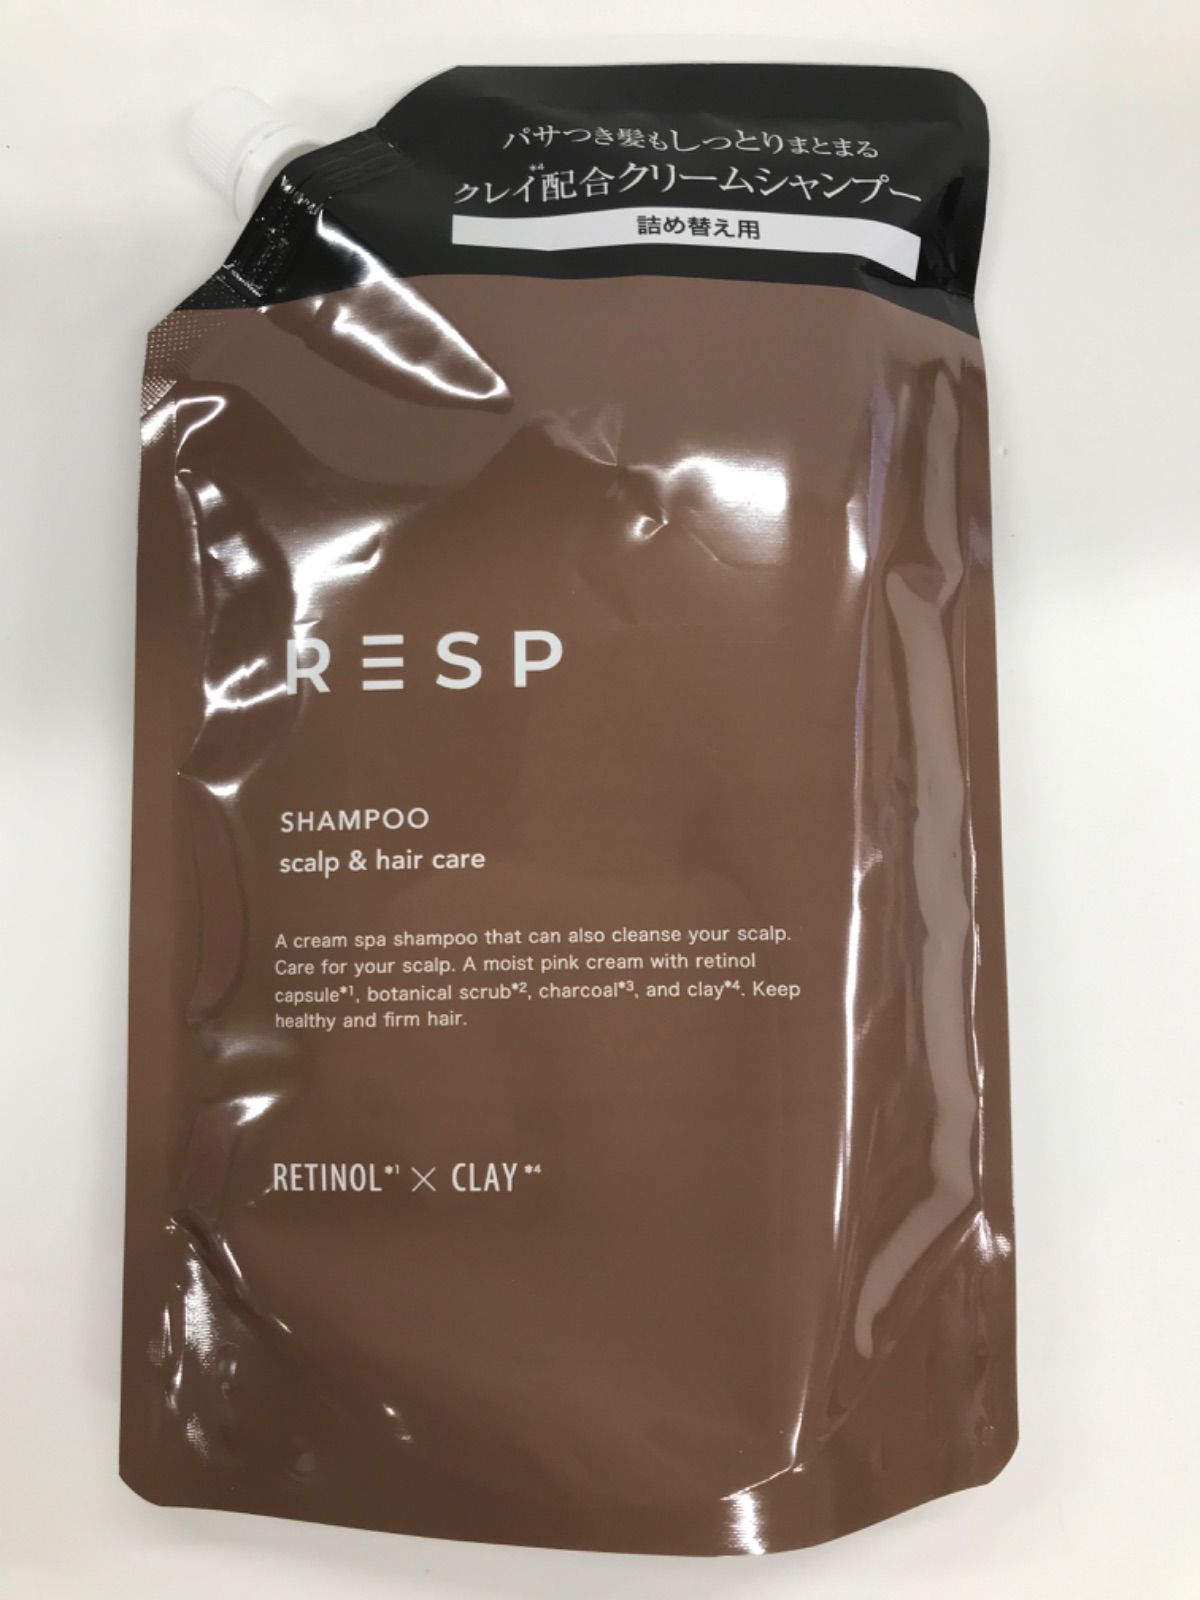 パサつき髪もしっとりまとまる
クレイ*4配合クリームシャンプー
詰め替え用
RESP
SHAMPOO
scalp & hair care
A cream spa shampoo that can also cleanse your scalp.
Care for your scalp. A moist pink cream with retinol
capsule*1, botanical scrub*2, charcoal*3, and clay*4. Keep
healthy and firm hair.
RETINOL*1 × CLAY*4